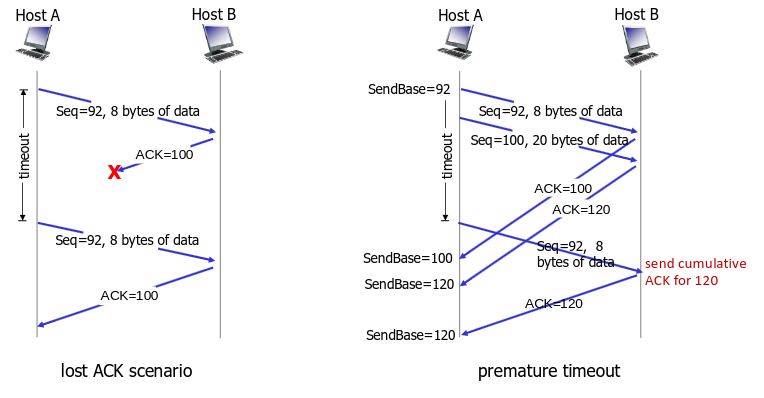 Host A
Host B
Seq=92, 8 bytes of data
ACK=100
X
timeout
Seq=92, 8 bytes of data
ACK=100
lost ACK scenario
Host A
Host B
SendBase=92
Seq=92, 8 bytes of data
Seq=100, 20 bytes of data
timeout
ACK=100
ACK=120
Seq=92, 8
bytes of data
SendBase=100
send cumulative
ACK for 120
SendBase=120
ACK=120
SendBase=120
premature timeout